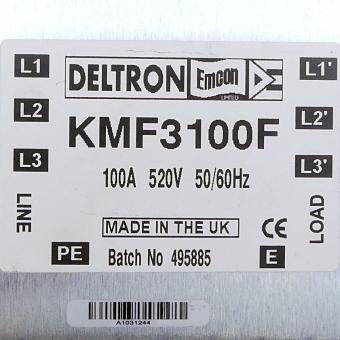 L1 DELTRON Emcon LIMITED L1'
L2 KMF3100F L2'
L3 100A 520V 50/60Hz L3'
LINE MADE IN THE UK CE LOAD
PE Batch No 495885 E
A1031244